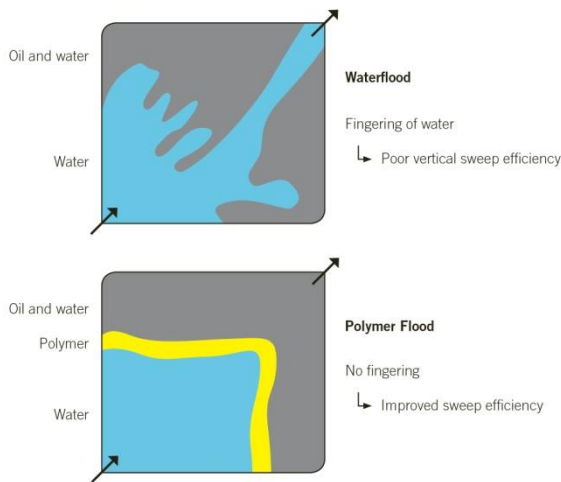 Oil and water
Waterflood
Fingering of water
Water
Poor vertical sweep efficiency
Oil and water
Polymer
Polymer Flood
No fingering
Water
Improved sweep efficiency